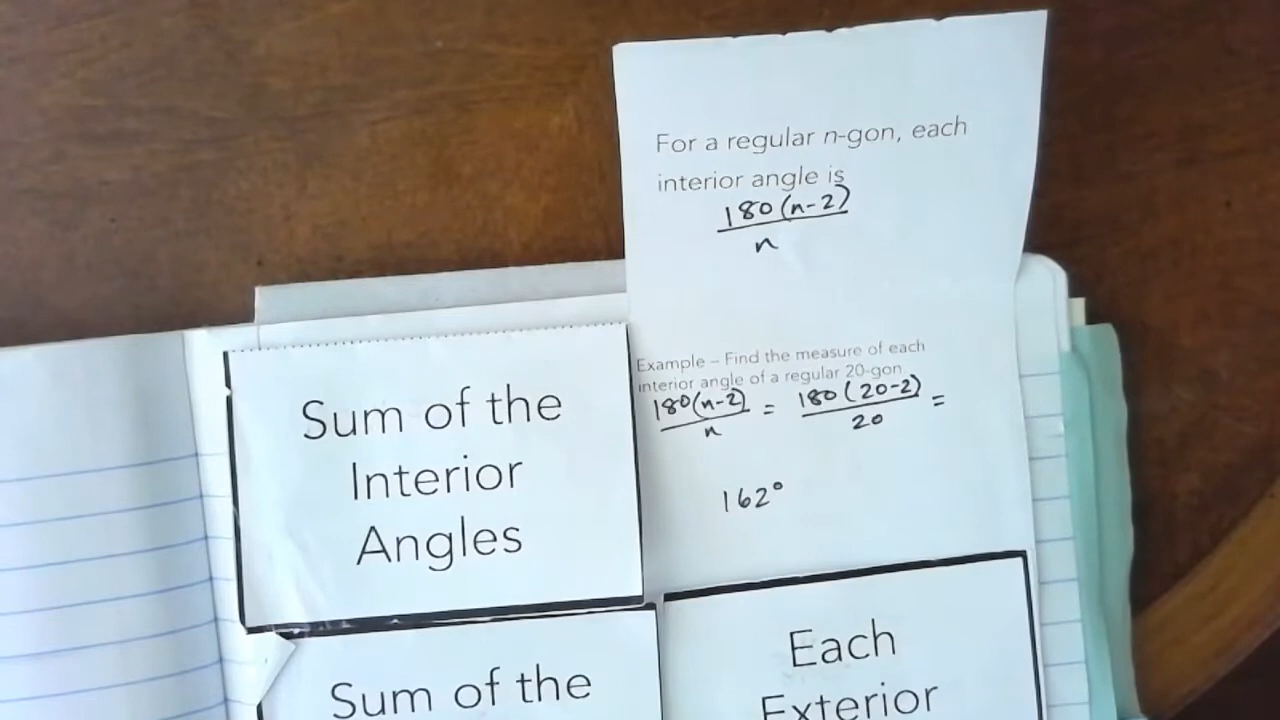 For a regular n-gon, each
interior angle is
180(n-2)
n
Example – Find the measure of each
interior angle of a regular 20-gon
180(n-2) = 180(20-2) =
n 20
162°
Sum of the
Interior
Angles
Sum of the
Each
Exterior